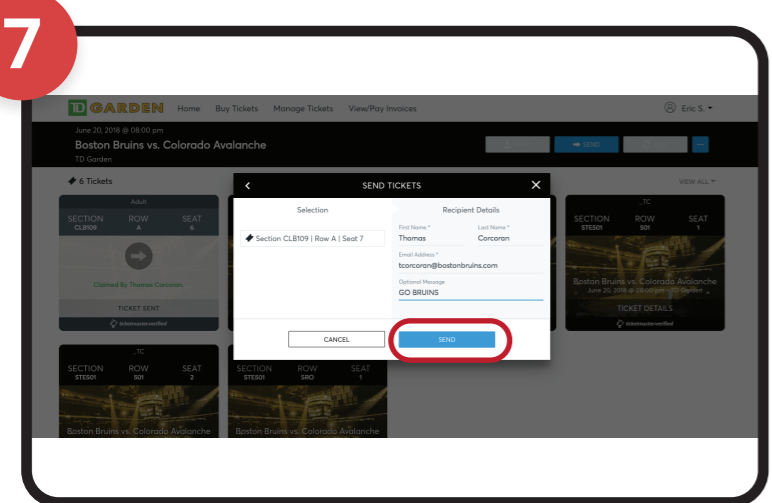 7
TD GARDEN Home Buy Tickets Manage Tickets View/Pay Invoices Eric S.
June 20, 2018 @ 08:00 pm
Boston Bruins vs. Colorado Avalanche
TD Garden
SEND
6 Tickets
VIEW ALL
SEND TICKETS
Selection
Section CLB109 | Row A | Seat 7
Recipient Details
First Name * Last Name *
Thomas Corcoran
Email Address *
tcorcoran@bostonbruins.com
Optional Message
GO BRUINS
CANCEL SEND
Adult
SECTION ROW SEAT
CLB109 A 6
Claimed By Thomas Corcoran
TICKET SENT
ticketmaster verified
_TC
SECTION ROW SEAT
STE501 S01 1
Boston Bruins vs. Colorado Avalanche
June 20, 2018 @ 08:00 pm - TD Garden
TICKET DETAILS
ticketmaster verified
_TC
SECTION ROW SEAT
STE501 S01 2
Boston Bruins vs. Colorado Avalanche
SECTION ROW SEAT
STE501 SRO 1
Boston Bruins vs. Colorado Avalanche